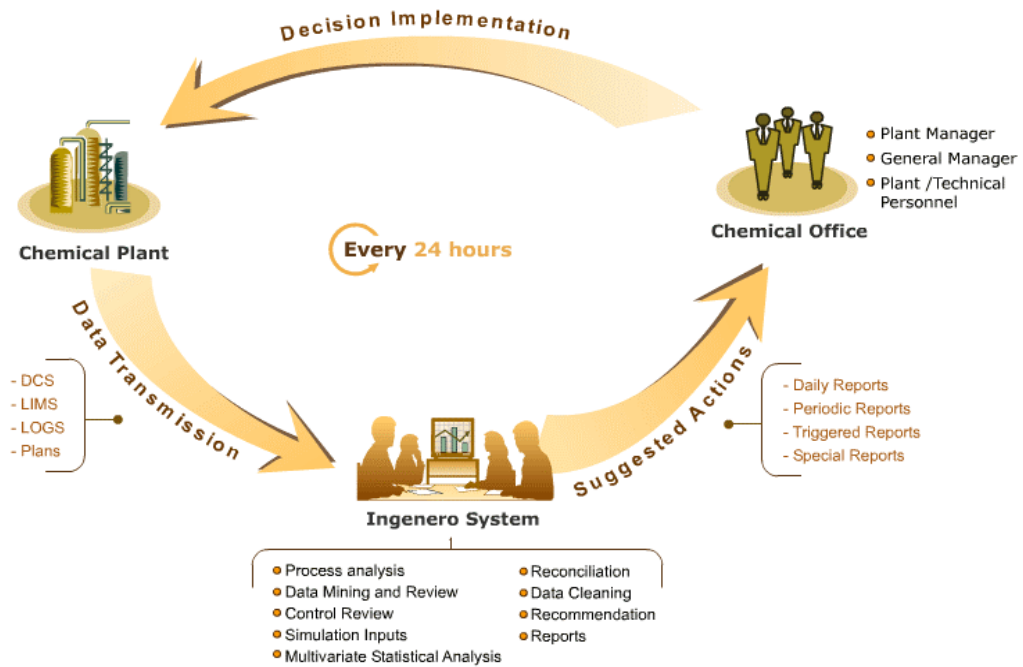 Decision Implementation
Plant Manager
General Manager
Plant /Technical
Personnel
Chemical Office
Chemical Plant
Every 24 hours
Data Transmission
- DCS
- LIMS
- LOGS
- Plans
Suggested Actions
- Daily Reports
- Periodic Reports
- Triggered Reports
- Special Reports
Ingenero System
Process analysis
Data Mining and Review
Control Review
Simulation Inputs
Multivariate Statistical Analysis
Reconciliation
Data Cleaning
Recommendation
Reports